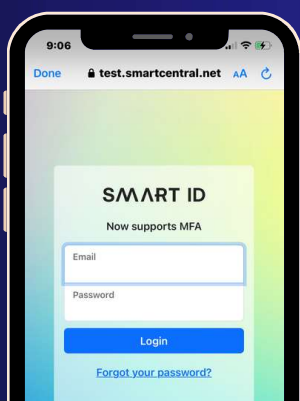 9:06
Done test.smartcentral.net AA
SMART ID
Now supports MFA
Email
Password
Login
Forgot your password?